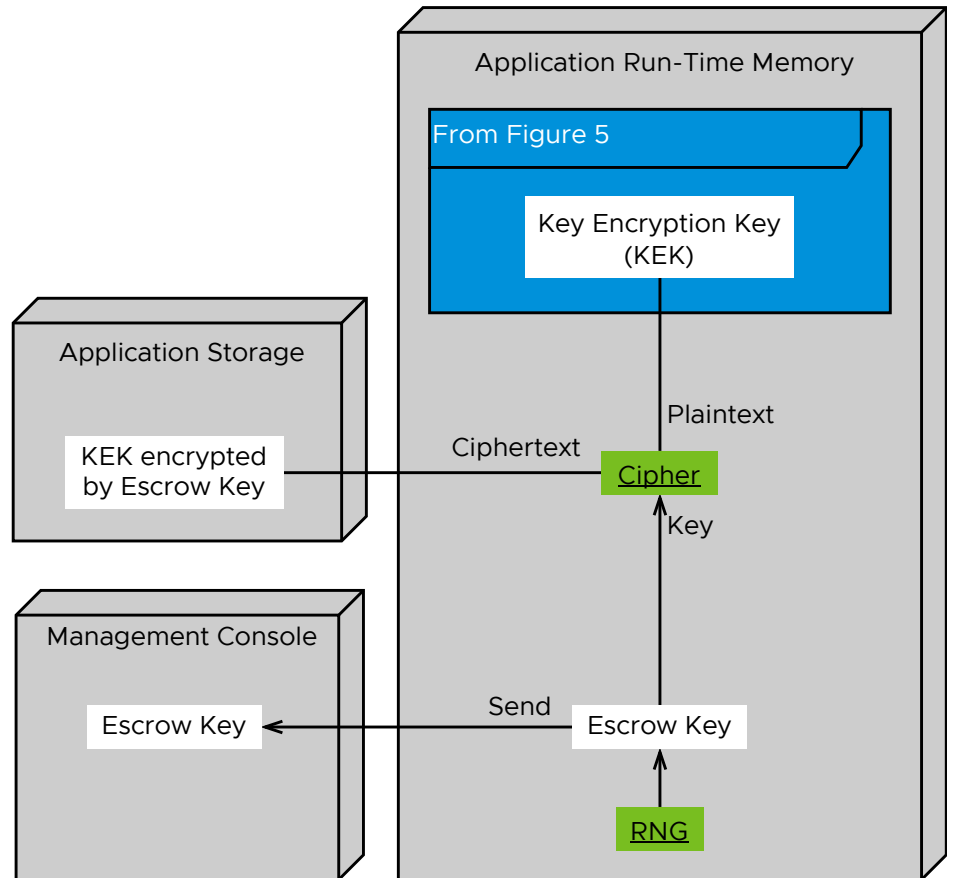 Application Run-Time Memory
From Figure 5
Key Encryption Key
(KEK)
Application Storage
Plaintext
Ciphertext
KEK encrypted
by Escrow Key
Cipher
Key
Management Console
Send
Escrow Key
Escrow Key
RNG